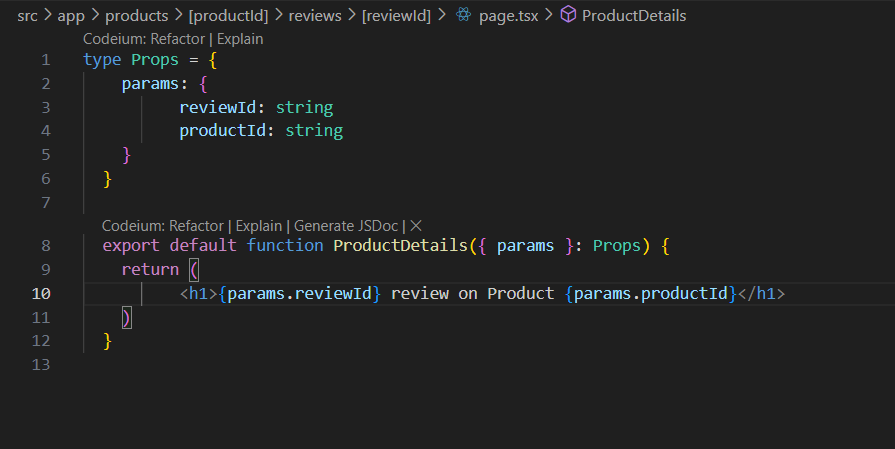 src > app > products > [productId] > reviews > [reviewId] > page.tsx > ProductDetails
Codeium: Refactor | Explain
1 type Props = {
2 params: {
3 reviewId: string
4 productId: string
5 }
6 }
7
Codeium: Refactor | Explain | Generate JSDoc | ×
8 export default function ProductDetails({ params }: Props) {
9 return (
10 <h1>{params.reviewId} review on Product {params.productId}</h1>
11 )
12 }
13